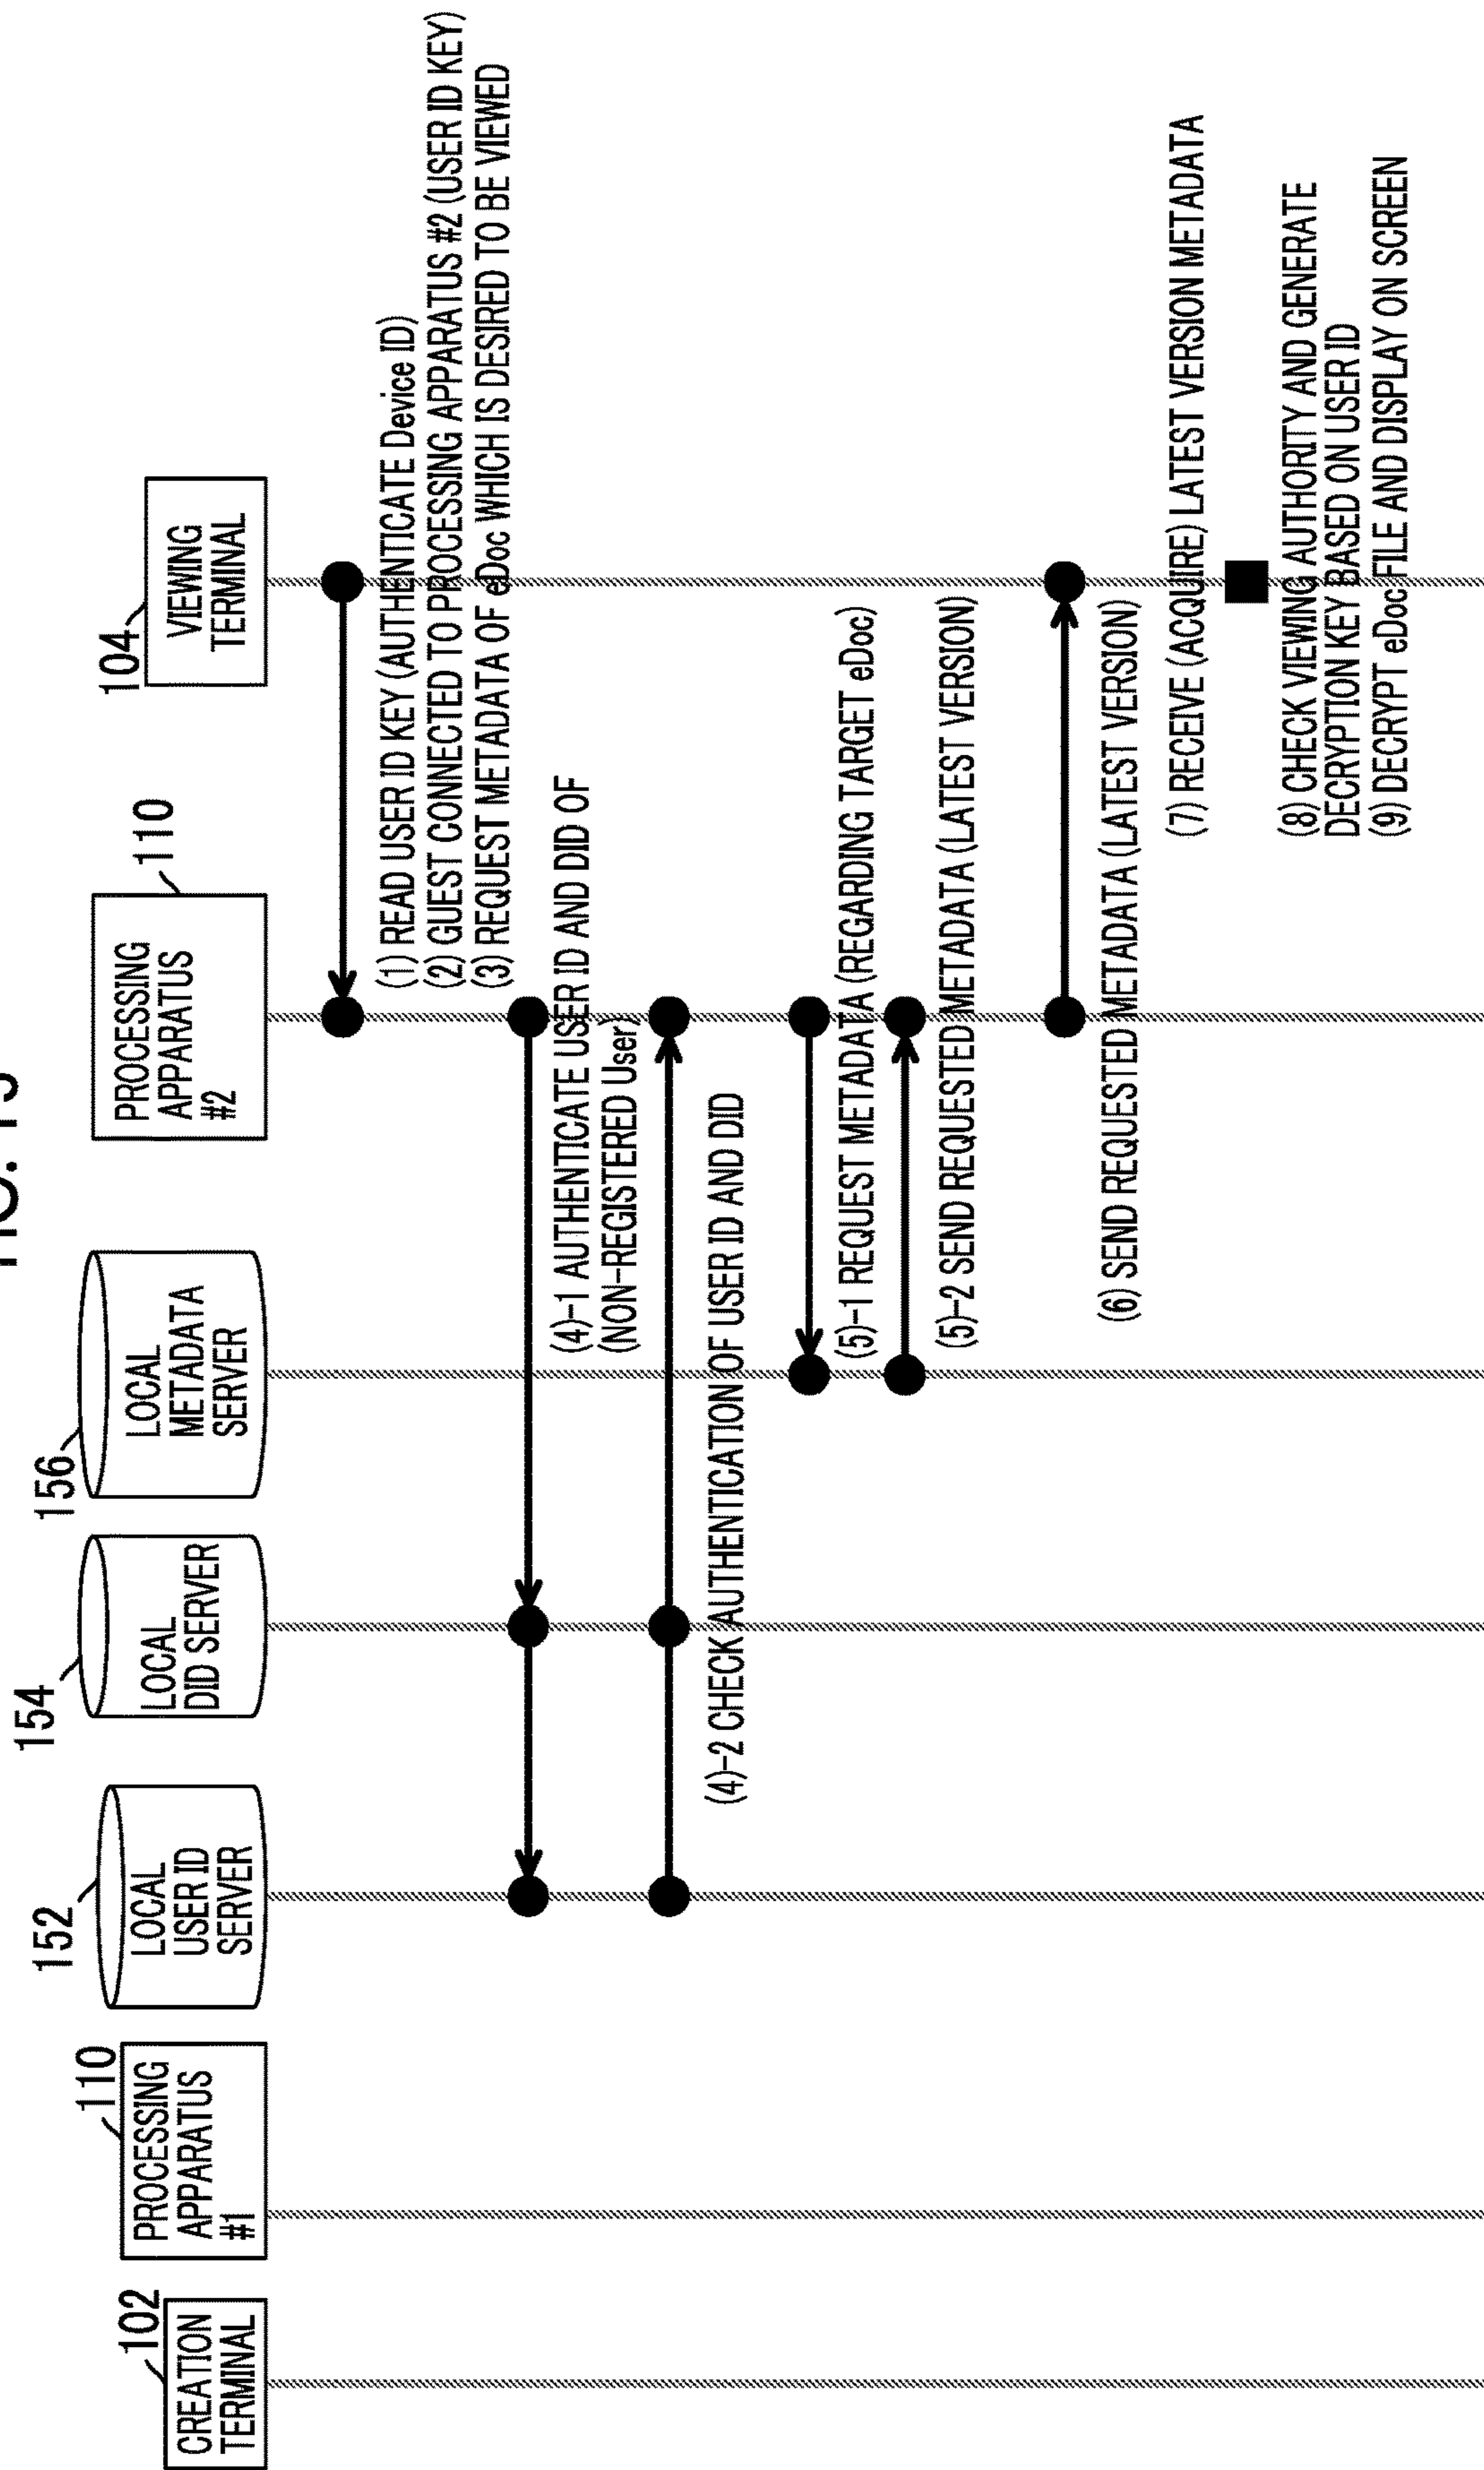 FIG.
102
CREATION
TERMINAL
110
PROCESSING
APPARATUS
#1
152
LOCAL
USER ID
SERVER
154
LOCAL
DID SERVER
156
LOCAL
METADATA
SERVER
110
PROCESSING
APPARATUS
#2
104
VIEWING
TERMINAL
(1) READ USER ID KEY (AUTHENTICATE Device ID)
(2) GUEST CONNECTED TO PROCESSING APPARATUS #2 (USER ID KEY)
(3) REQUEST METADATA OF eDoc WHICH IS DESIRED TO BE VIEWED
(4)-1 AUTHENTICATE USER ID AND DID OF
(NON-REGISTERED User)
(4)-2 CHECK AUTHENTICATION OF USER ID AND DID
(5)-1 REQUEST METADATA (REGARDING TARGET eDoc)
(5)-2 SEND REQUESTED METADATA (LATEST VERSION)
(6) SEND REQUESTED METADATA (LATEST VERSION)
(7) RECEIVE (ACQUIRE) LATEST VERSION METADATA
(8) CHECK VIEWING AUTHORITY AND GENERATE
DECRYPTION KEY BASED ON USER ID
(9) DECRYPT eDoc FILE AND DISPLAY ON SCREEN